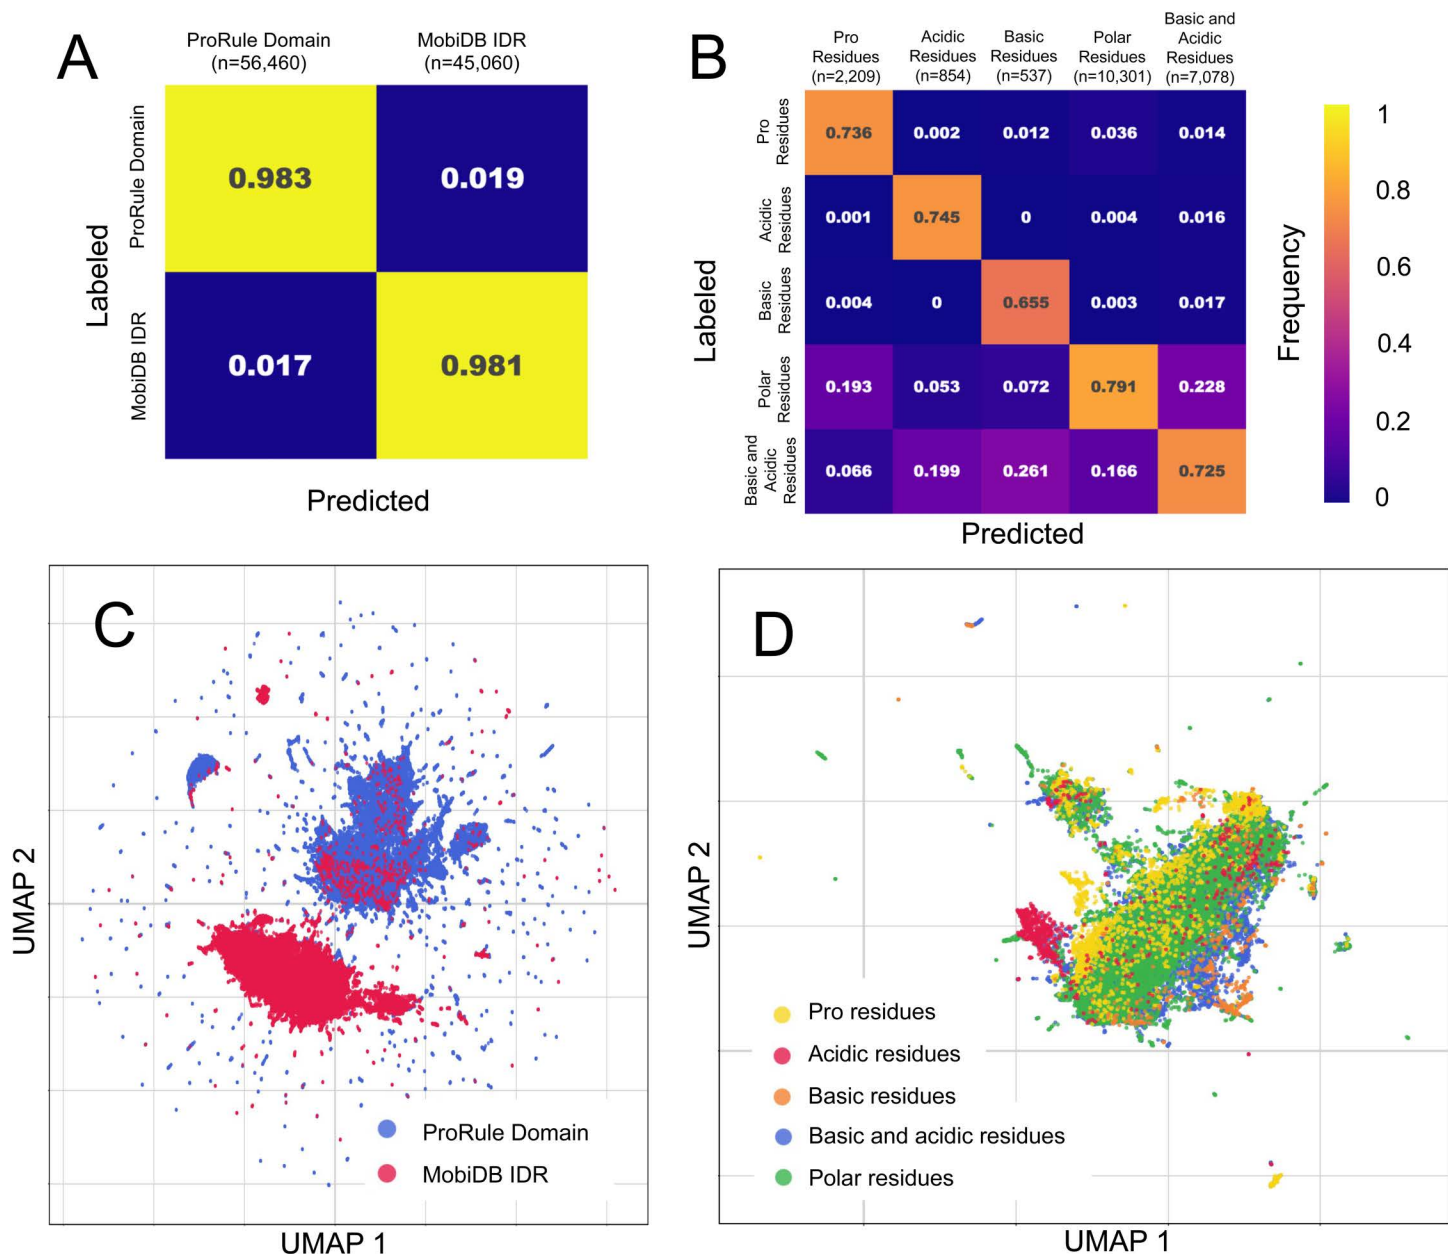 A
ProRule Domain
(n=56,460)
MobiDB IDR
(n=45,060)
Labeled
ProRule Domain
MobiDB IDR
0.983
0.019
0.017
0.981
Predicted
B
Pro
Residues
(n=2,209)
Acidic
Residues
(n=854)
Basic
Residues
(n=537)
Polar
Residues
(n=10,301)
Basic and
Acidic
Residues
(n=7,078)
Labeled
Pro
Residues
0.736
0.002
0.012
0.036
0.014
Acidic
Residues
0.001
0.745
0
0.004
0.016
Basic
Residues
0.004
0
0.655
0.003
0.017
Polar
Residues
0.193
0.053
0.072
0.791
0.228
Basic and
Acidic
Residues
0.066
0.199
0.261
0.166
0.725
Predicted
Frequency
1
0.8
0.6
0.4
0.2
0
C
UMAP 2
ProRule Domain
MobiDB IDR
UMAP 1
D
UMAP 2
Pro residues
Acidic residues
Basic residues
Basic and acidic residues
Polar residues
UMAP 1